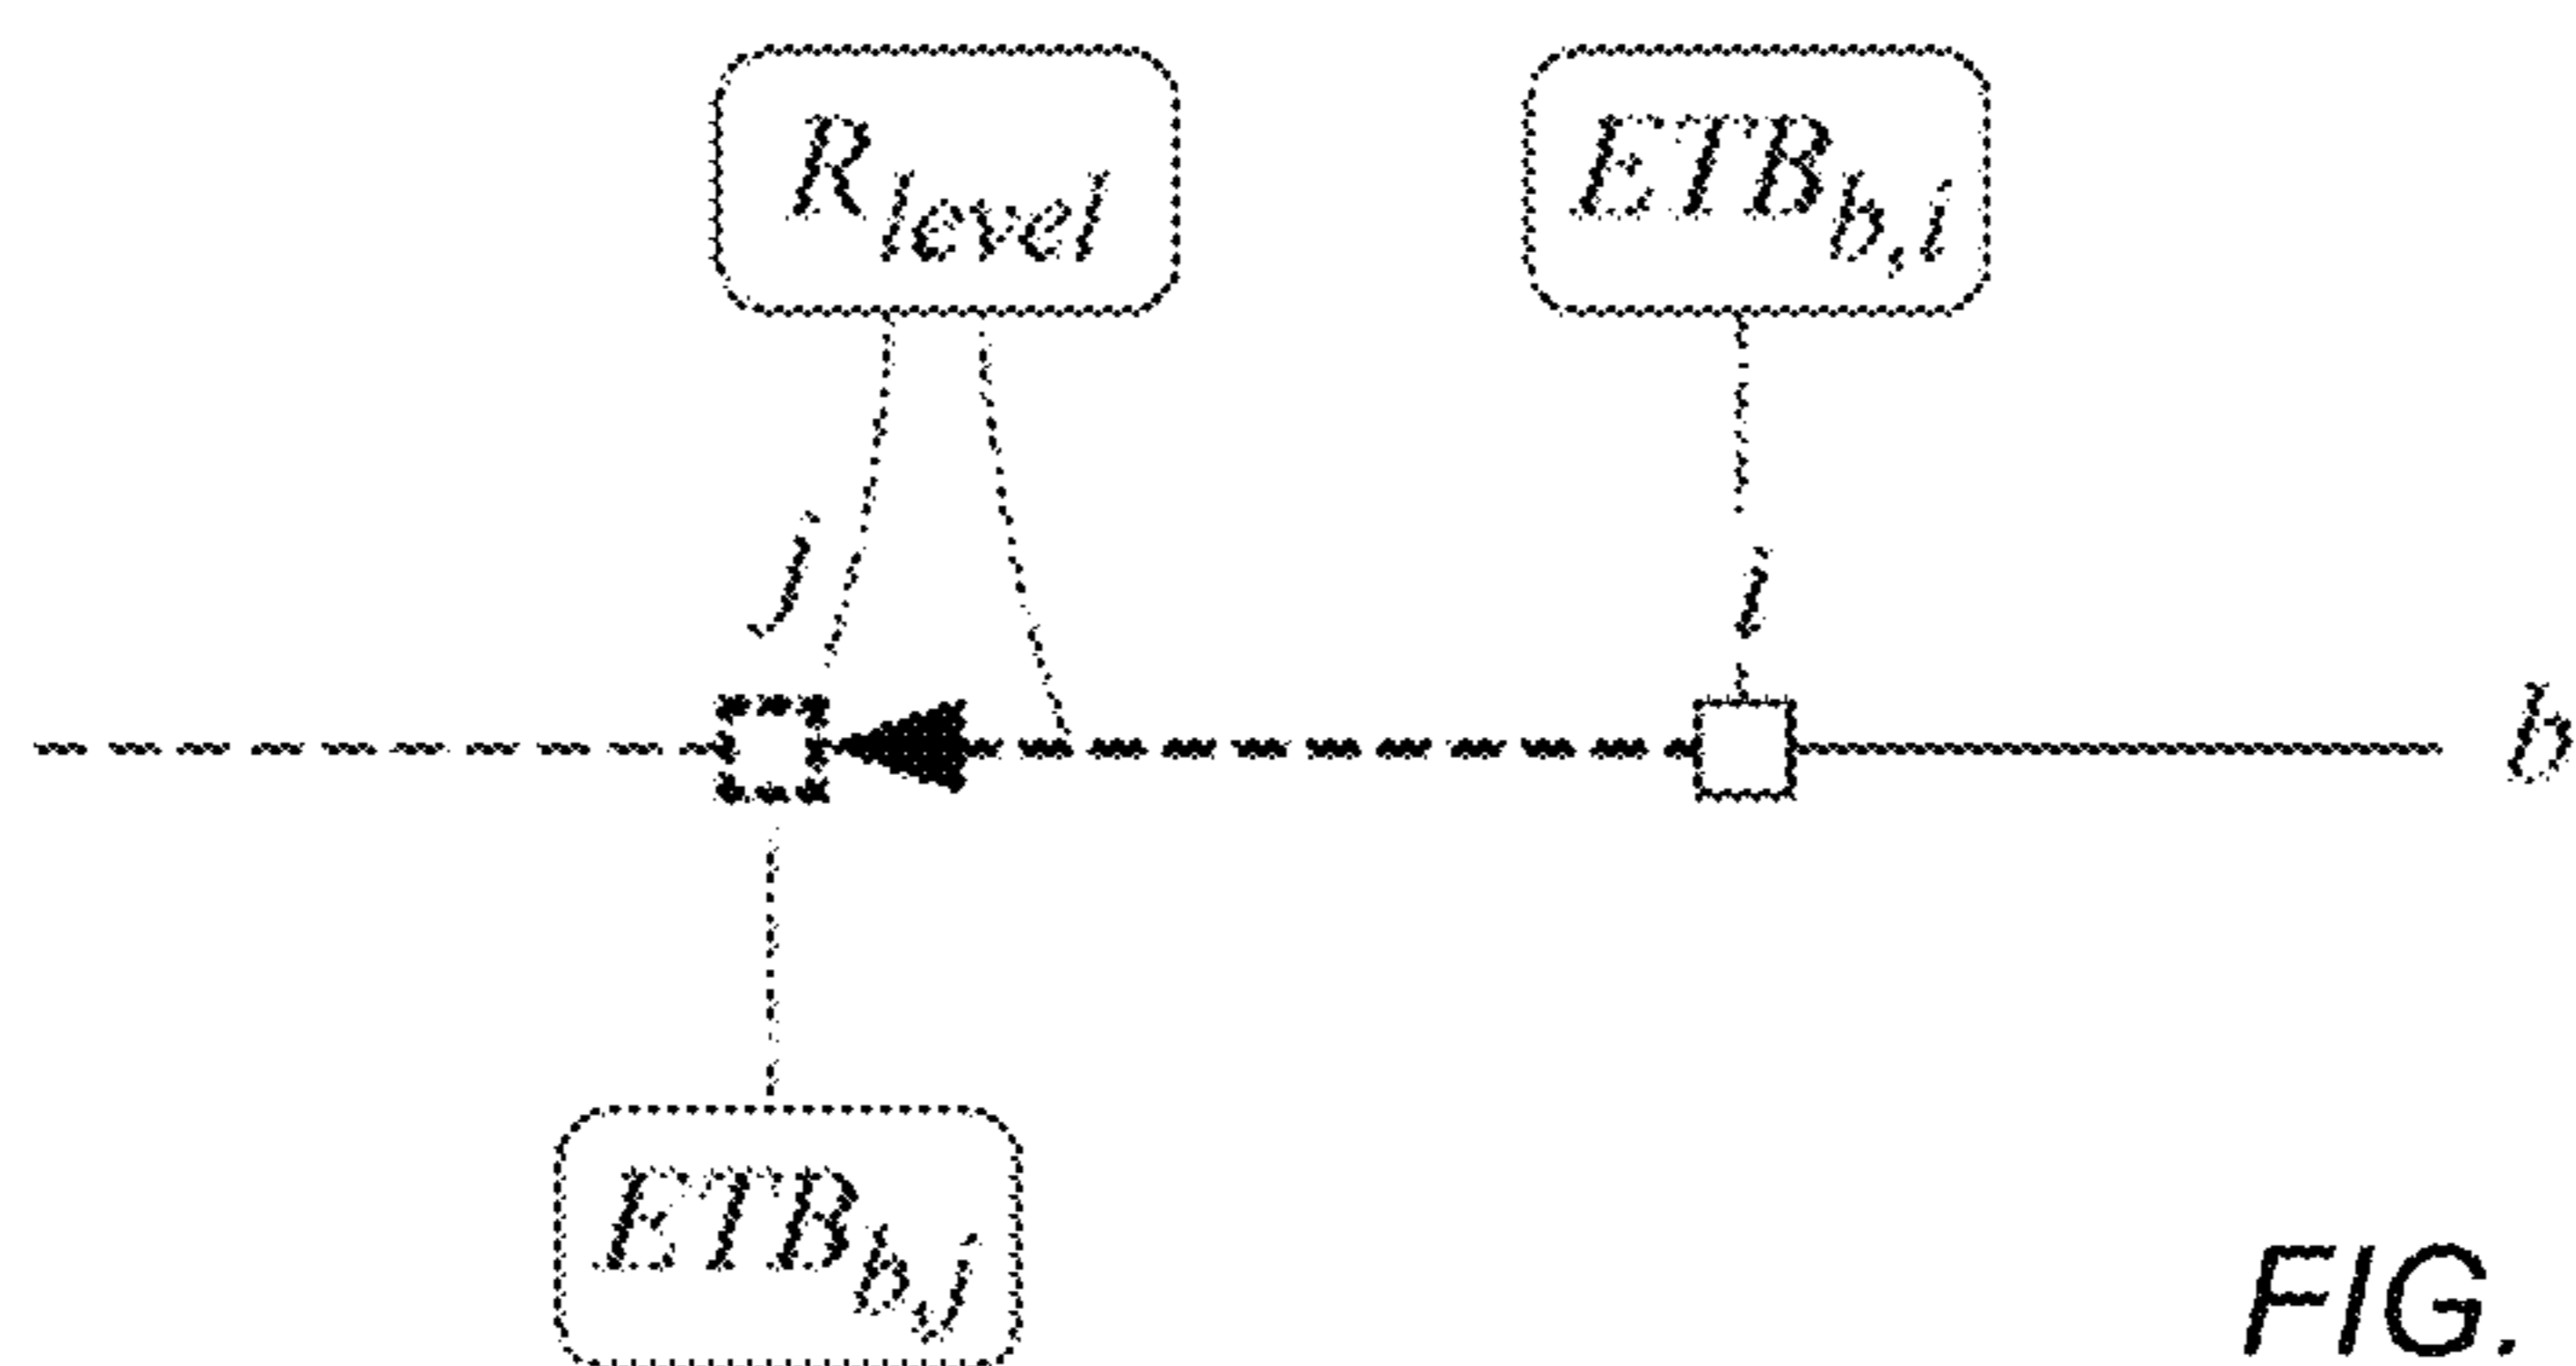 R_level
ETB_b,i
j
i
b
ETB_b,j
FIG.